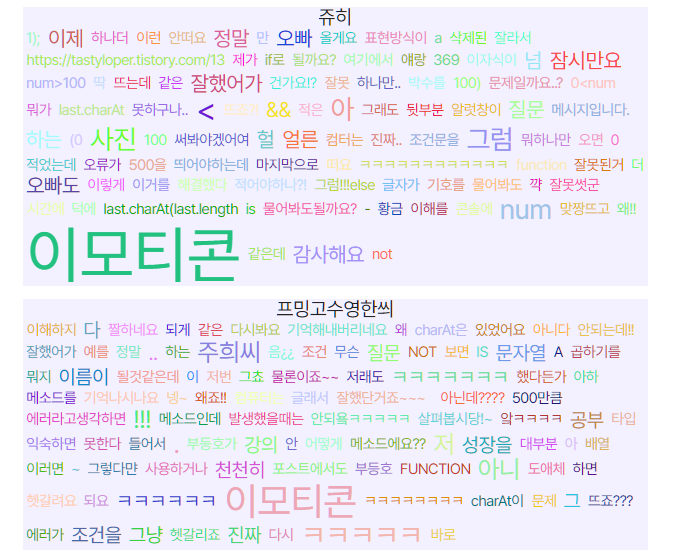 쥬히
1); 이제 하나더 이런 안떠요 정말 만 오빠 올게요 표현방식이 a 삭제된 잘라서
https://tastyloper.tistory.com/13 제가 if로 될까요? 여기에서 얘랑 369 이자식이 넘 잠시만요
num>100 딱 뜨는데 같은 잘했어가 건가요!? 잘못 하나만.. 박수를 100) 문제일까요..? 0<num
뭐가 last.charAt 못하구나.. < && 적은 아 그래도 뒷부분 알럿창이 질문 메시지입니다.
하는 (0 사진 100 써봐야겠어여 헐 얼른 컴터는 진짜.. 조건문을 그럼 뭐하나만 오면 0
적었는데 오류가 500을 띄어야하는데 마지막으로 떠요 ㅋㅋㅋㅋㅋㅋㅋㅋㅋㅋㅋㅋ function 잘못된거 더
오빠도 이렇게 이거를 해결했다 적어야하나?! 그럼!!!else 글자가 기호를 물어봐도 꺅 잘못썻군
덕에 last.charAt(last.length is 물어봐도될까요? - 황금 이해를 콘솔에 num 맞짱뜨고 왜!!
이모티콘 같은데 감사해요 not
프밍고수영한씌
이해하지 다 짤하네요 되게 같은 다시봐요 기억해내버리네요 왜 charAt은 있었어요 아니다 안되는데!!
잘했어가 예를 정말 .. 하는 주희씨 음¿¿ 조건 무슨 질문 NOT 보면 IS 문자열 A 곱하기를
뭐지 이름이 될것같은데 이 저번 그쵸 물론이죠~~ 저래도 ㅋㅋㅋㅋㅋㅋㅋ 했다든가 아하
메소드를 기억나시나요 넹~ 왜죠!! 글래서 잘했단거죠~~~ 아닌데???? 500만큼
에러라고생각하면 !!! 메소드인데 발생했을때는 안되욬ㅋㅋㅋㅋㅋ 살펴봅시당!~ 앜ㅋㅋㅋㅋ 공부 타입
익숙하면 못한다 들어서 . 부등호가 강의 안 어떻게 메소드에요?? 저 성장을 대부분 아 배열
이러면 ~ 그렇다먄 사용하거나 천천히 포스트에서도 부등호 FUNCTION 아니 도애체 하면
헷갈려요 되요 ㅋㅋㅋㅋㅋㅋ 이모티콘 ㅋㅋㅋㅋㅋㅋㅋㅋ charAt이 문제 그 뜨죠???
에러가 조건을 그냥 헷갈리죠 진짜 다시 ㅋㅋㅋㅋㅋ 바로